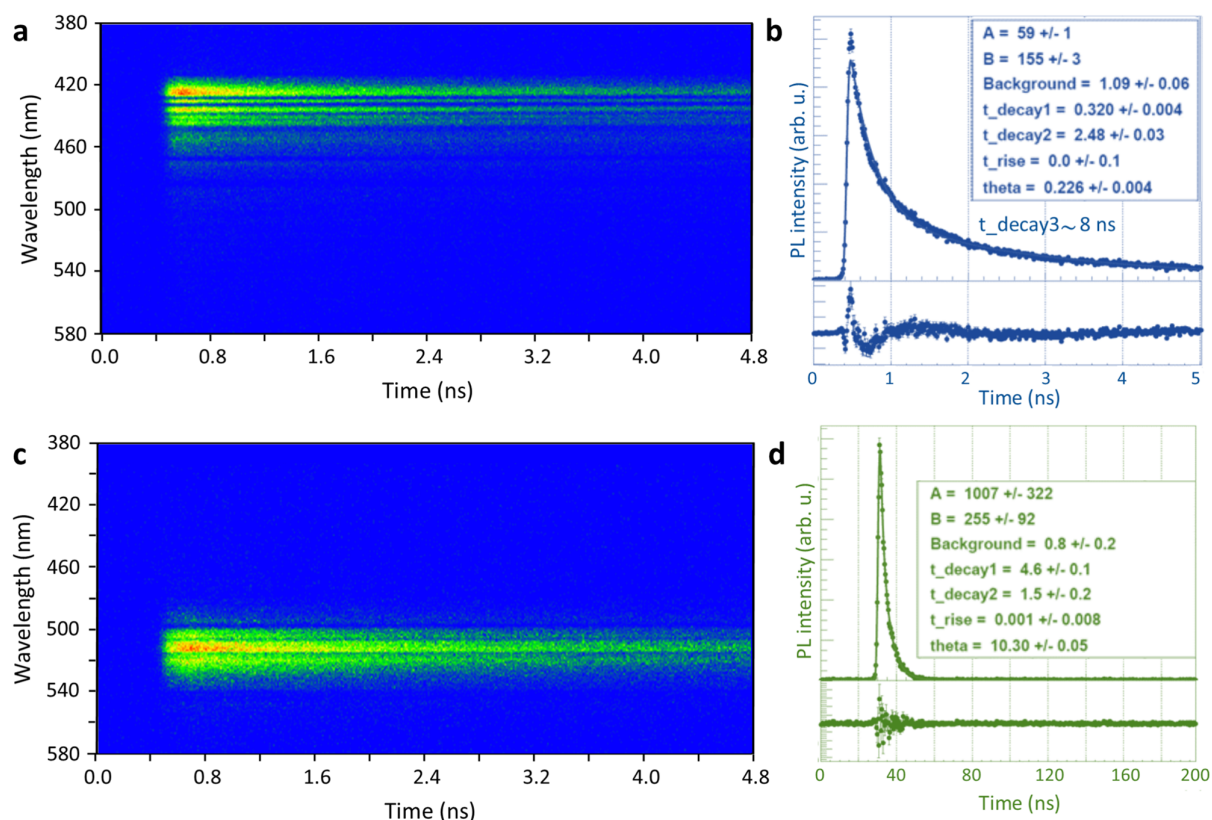 a
380
420
460
500
540
580
Wavelength (nm)
0.0 0.8 1.6 2.4 3.2 4.0 4.8
Time (ns)
b
PL intensity (arb. u.)
A = 59 +/- 1
B = 155 +/- 3
Background = 1.09 +/- 0.06
t_decay1 = 0.320 +/- 0.004
t_decay2 = 2.48 +/- 0.03
t_rise = 0.0 +/- 0.1
theta = 0.226 +/- 0.004
t_decay3~ 8 ns
0 1 2 3 4 5
Time (ns)
c
380
420
460
500
540
580
Wavelength (nm)
0.0 0.8 1.6 2.4 3.2 4.0 4.8
Time (ns)
d
PL intensity (arb. u.)
A = 1007 +/- 322
B = 255 +/- 92
Background = 0.8 +/- 0.2
t_decay1 = 4.6 +/- 0.1
t_decay2 = 1.5 +/- 0.2
t_rise = 0.001 +/- 0.008
theta = 10.30 +/- 0.05
0 40 80 120 160 200
Time (ns)